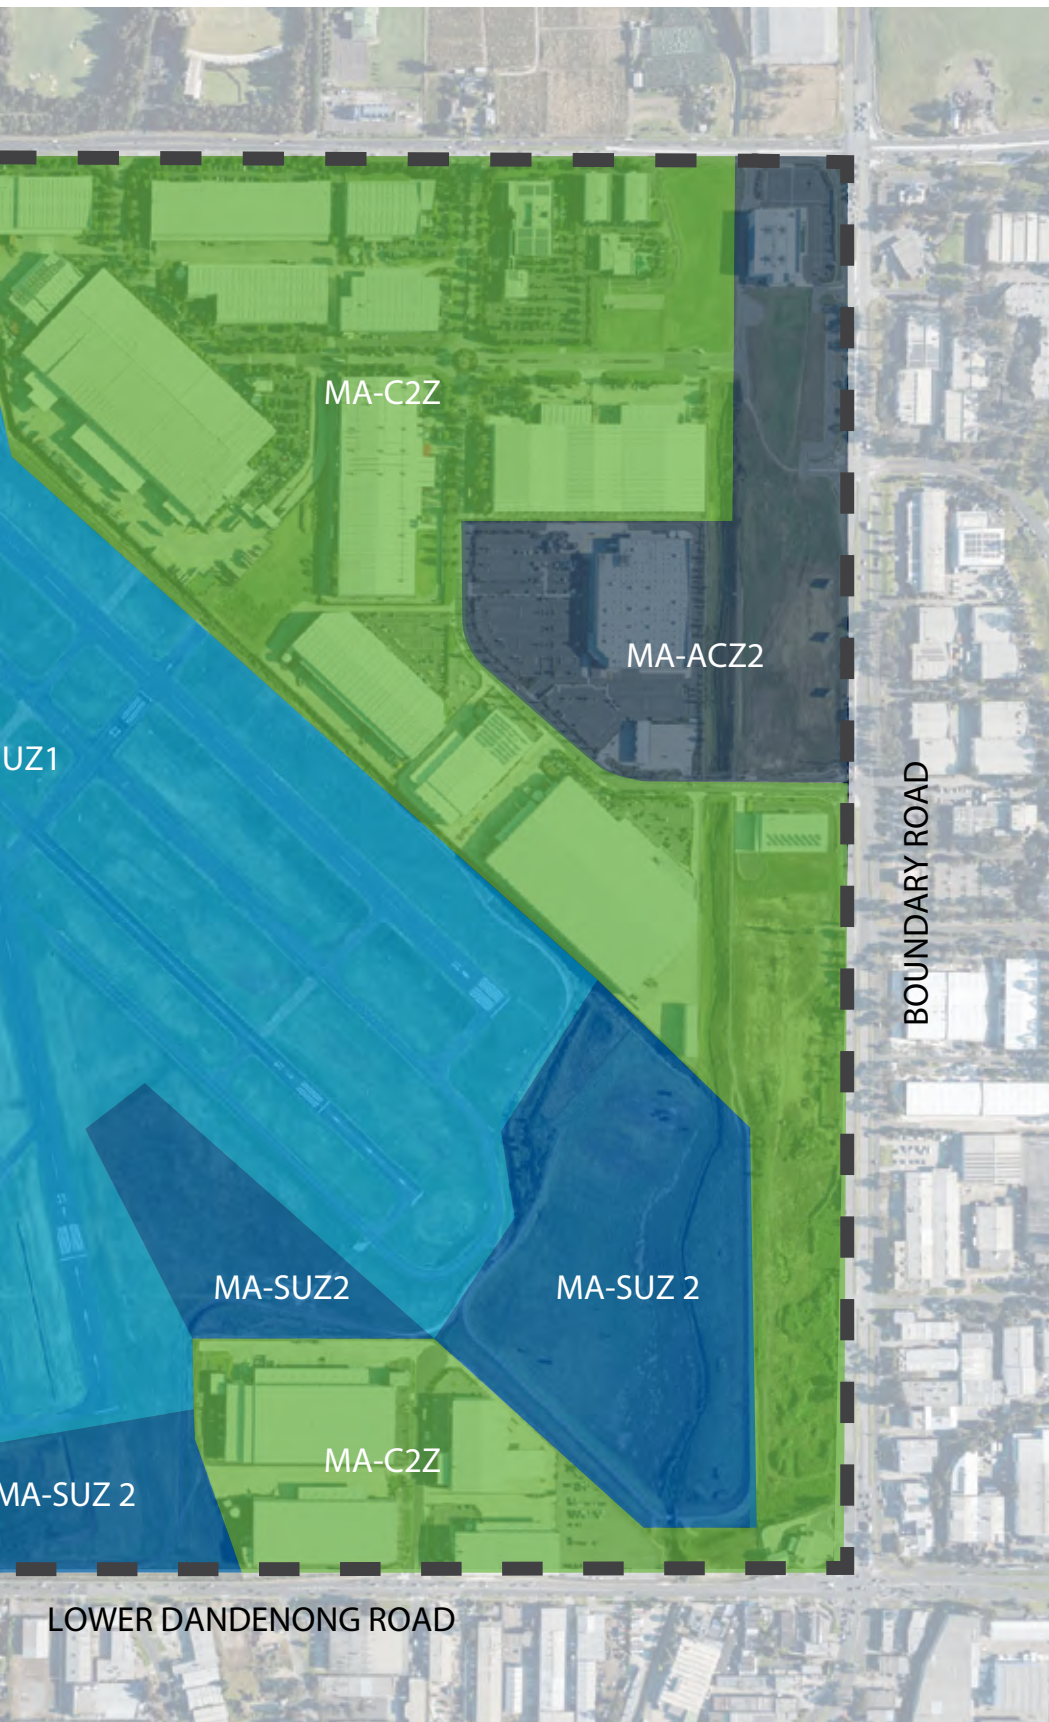 MA-C2Z
MA-ACZ2
UZ1
BOUNDARY ROAD
MA-SUZ2
MA-SUZ 2
MA-C2Z
MA-SUZ 2
LOWER DANDENONG ROAD